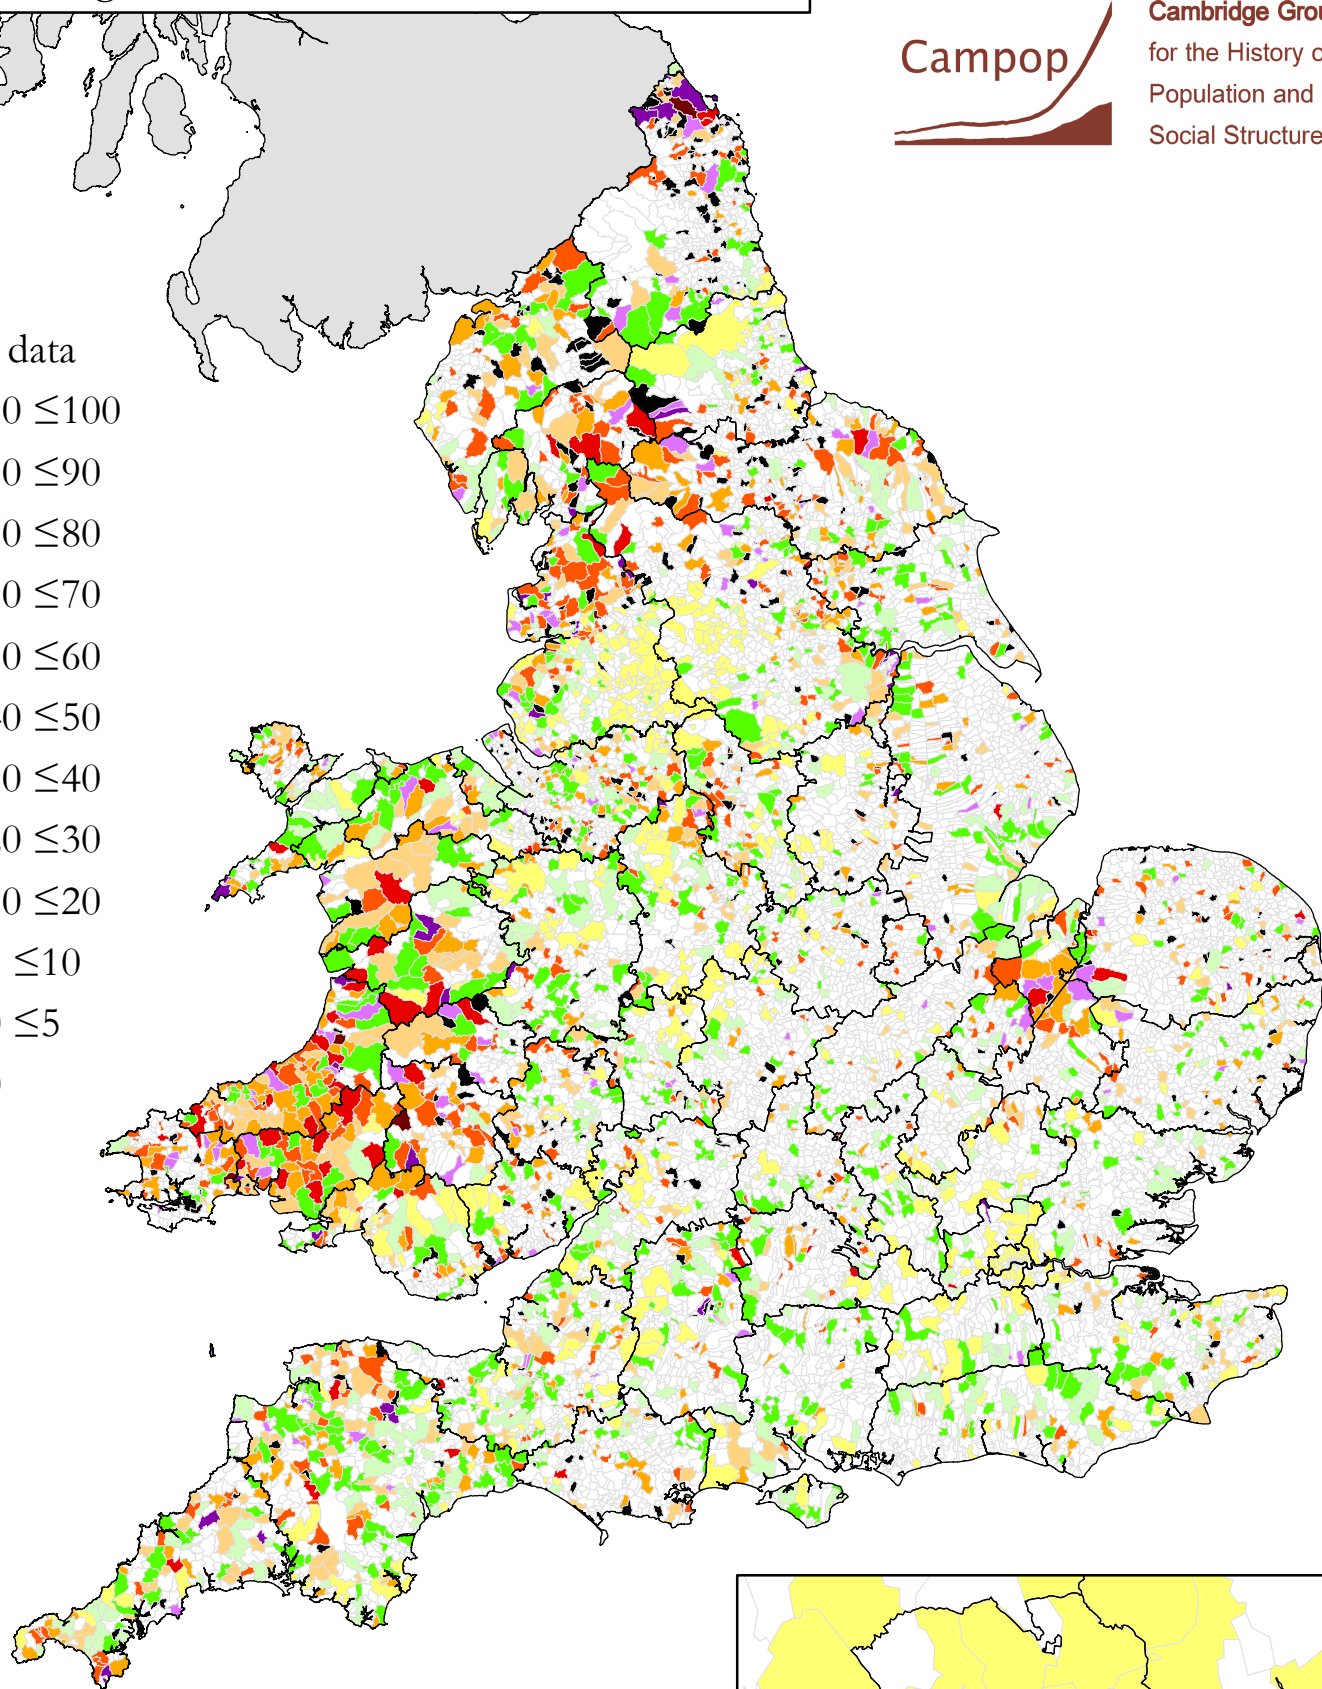 Campop
Cambridge Grou
for the History o
Population and
Social Structure
data
0 ≤100
0 ≤90
0 ≤80
0 ≤70
0 ≤60
0 ≤50
0 ≤40
0 ≤30
0 ≤20
≤10
≤5